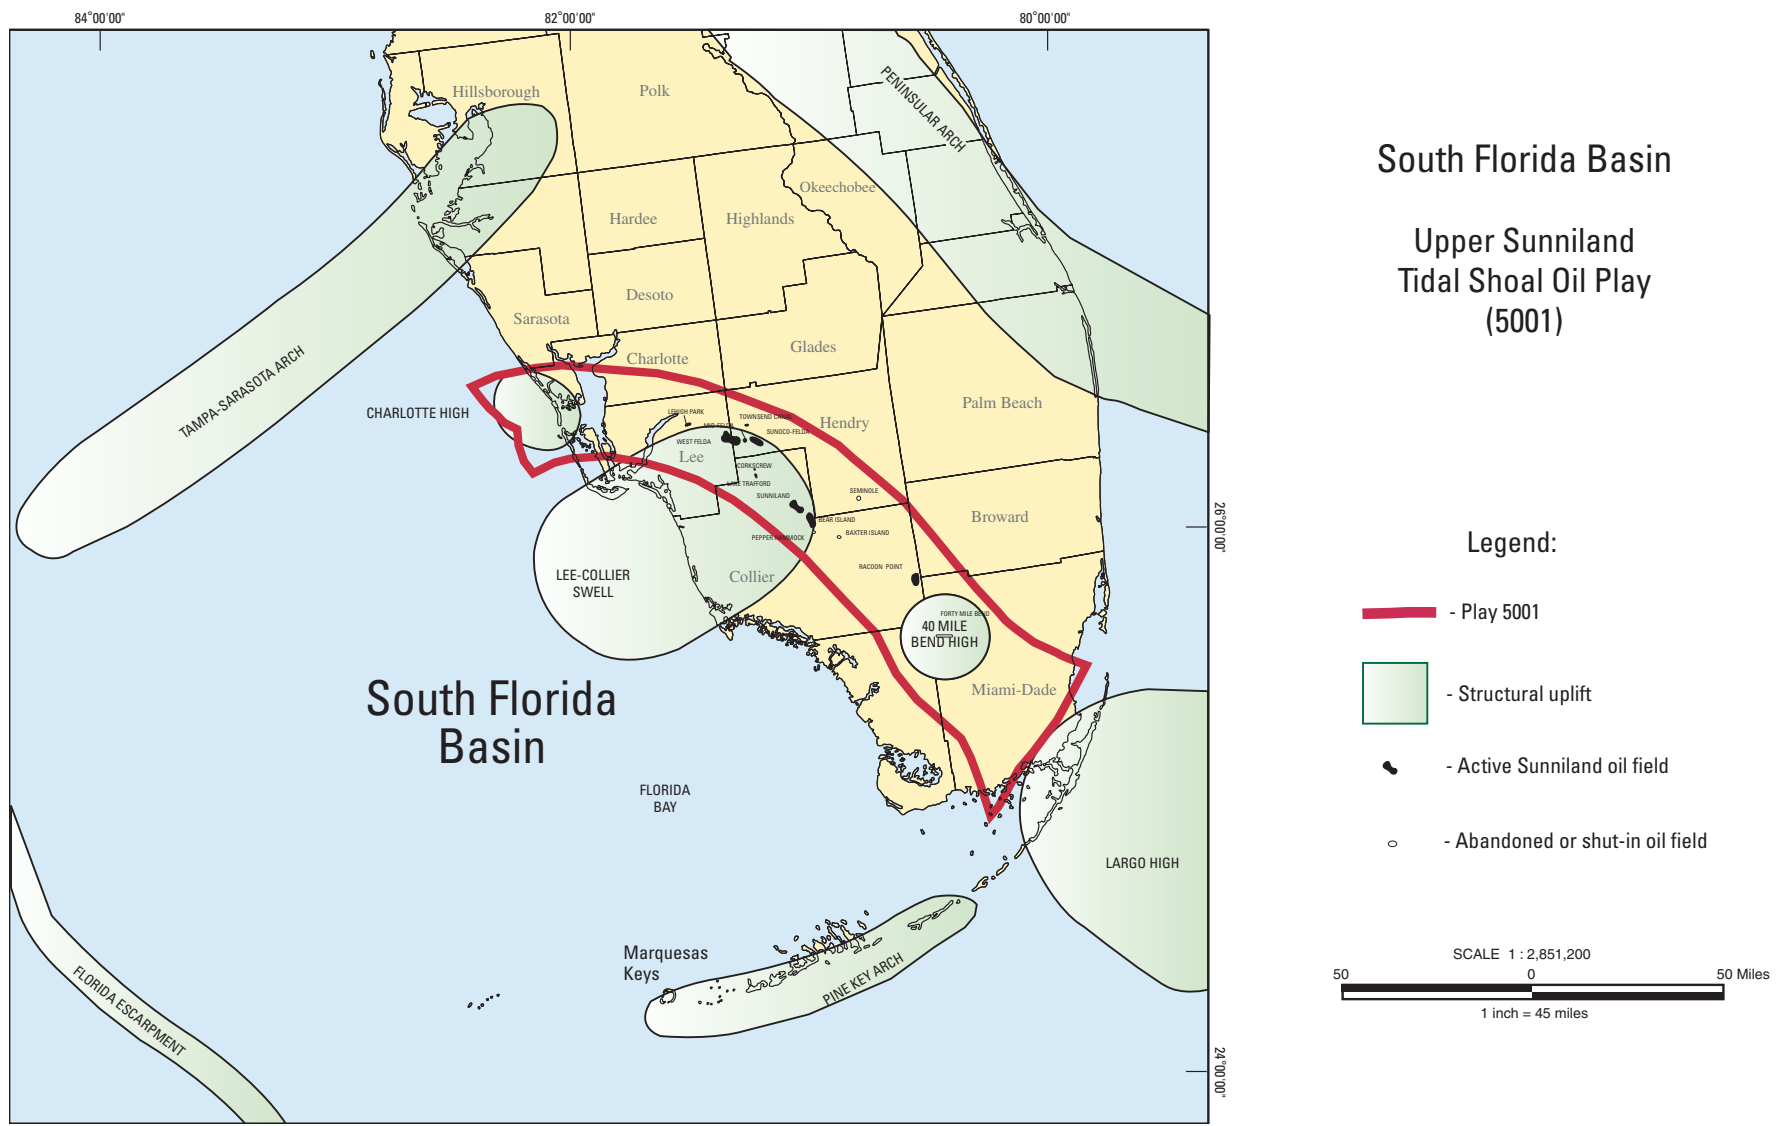 84°00'00"
82°00'00"
80°00'00"
Hillsborough
Polk
PENINSULAR ARCH
Okeechobee
Hardee
Highlands
Desoto
Sarasota
Glades
Charlotte
TAMPA-SARASOTA ARCH
CHARLOTTE HIGH
Palm Beach
LEHIGH PARK
TOWNSEND CANAL
MID-FELDA
SUNOCO-FELDA
Hendry
WEST FELDA
Lee
CORKSCREW
LAKE TRAFFORD
SUNNILAND
SEMINOLE
BEAR ISLAND
BAXTER ISLAND
PEPPER HAMMOCK
Broward
26°00'00"
RACOON POINT
LEE-COLLIER
SWELL
Collier
FORTY MILE BEND
40 MILE
BEND HIGH
Miami-Dade
South Florida
Basin
FLORIDA
BAY
LARGO HIGH
Marquesas
Keys
PINE KEY ARCH
FLORIDA ESCARPMENT
24°00'00"
South Florida Basin
Upper Sunniland
Tidal Shoal Oil Play
(5001)
Legend:
- Play 5001
- Structural uplift
- Active Sunniland oil field
- Abandoned or shut-in oil field
SCALE 1 : 2,851,200
50 0 50 Miles
1 inch = 45 miles